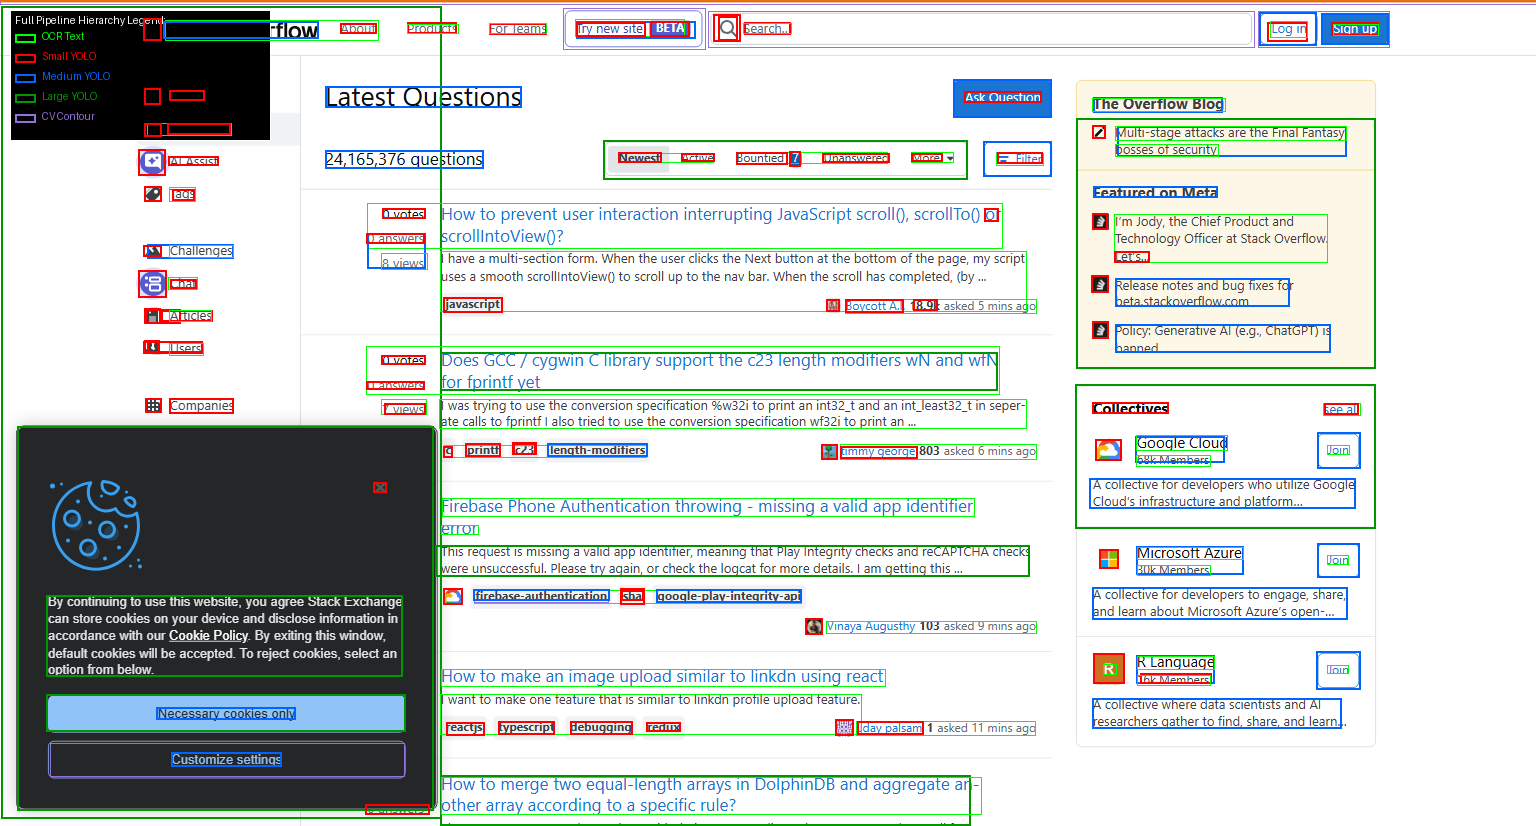 Full Pipeline Hierarchy Legend
OCR Text
Small YOLO
Medium YOLO
Large YOLO
CV Contour
erflow
About
Products
For Teams
Try new site BETA
Search...
Log in
Sign up
AI Assist
Tags
Challenges
Chat
Articles
Users
Companies
Latest Questions
Ask Question
24,165,376 questions
Newest
Active
Bountied 7
Unanswered
More
Filter
0 votes
0 answers
8 views
How to prevent user interaction interrupting JavaScript scroll(), scrollTo() or
scrollIntoView()?
I have a multi-section form. When the user clicks the Next button at the bottom of the page, my script
uses a smooth scrollIntoView() to scroll up to the nav bar. When the scroll has completed, (by ...
javascript
Boycott A.I. 18.9k asked 5 mins ago
0 votes
0 answers
7 views
Does GCC / cygwin C library support the c23 length modifiers wN and wfN
for fprintf yet
I was trying to use the conversion specification %w32i to print an int32_t and an int_least32_t in seper-
ate calls to fprintf I also tried to use the conversion specification wf32i to print an ...
c printf c23 length-modifiers
timmy george 803 asked 6 mins ago
Firebase Phone Authentication throwing - missing a valid app identifier
error
This request is missing a valid app identifier, meaning that Play Integrity checks and reCAPTCHA checks
were unsuccessful. Please try again, or check the logcat for more details. I am getting this ...
firebase-authentication sha google-play-integrity-api
Vinaya Augusthy 103 asked 9 mins ago
How to make an image upload similar to linkdn using react
I want to make one feature that is similar to linkdn profile upload feature.
reactjs typescript debugging redux
uday palsam 1 asked 11 mins ago
How to merge two equal-length arrays in DolphinDB and aggregate an-
other array according to a specific rule?
By continuing to use this website, you agree Stack Exchange
can store cookies on your device and disclose information in
accordance with our Cookie Policy. By exiting this window,
default cookies will be accepted. To reject cookies, select an
option from below.
Necessary cookies only
Customize settings
The Overflow Blog
Multi-stage attacks are the Final Fantasy
bosses of security
Featured on Meta
I'm Jody, the Chief Product and
Technology Officer at Stack Overflow.
Let's...
Release notes and bug fixes for
beta.stackoverflow.com
Policy: Generative AI (e.g., ChatGPT) is
banned
Collectives
see all
Google Cloud
68k Members
Join
A collective for developers who utilize Google
Cloud's infrastructure and platform...
Microsoft Azure
30k Members
Join
A collective for developers to engage, share,
and learn about Microsoft Azure's open-...
R
R Language
16k Members
Join
A collective where data scientists and AI
researchers gather to find, share, and learn...